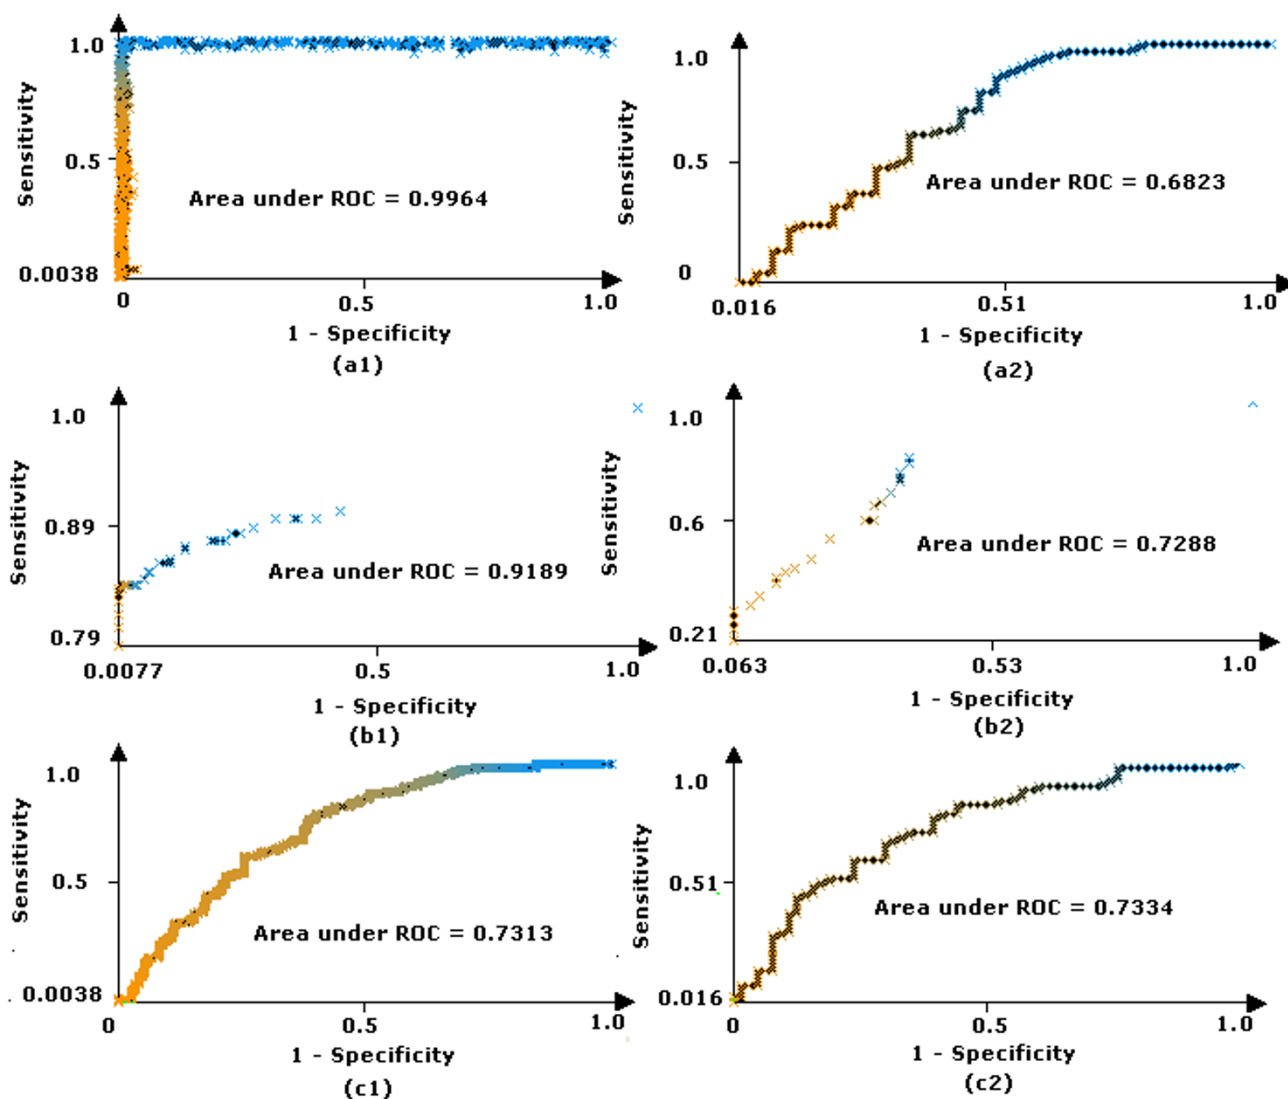 1.0
Sensitivity
0.5
Area under ROC = 0.9964
0.0038
0
0.5
1.0
1 - Specificity
(a1)
1.0
Sensitivity
0.5
Area under ROC = 0.6823
0
0.016
0.51
1.0
1 - Specificity
(a2)
1.0
Sensitivity
0.89
Area under ROC = 0.9189
0.79
0.0077
0.5
1.0
1 - Specificity
(b1)
1.0
Sensitivity
0.6
Area under ROC = 0.7288
0.21
0.063
0.53
1.0
1 - Specificity
(b2)
1.0
Sensitivity
0.5
Area under ROC = 0.7313
0.0038
0
0.5
1.0
1 - Specificity
(c1)
1.0
Sensitivity
0.51
Area under ROC = 0.7334
0.016
0
0.5
1.0
1 - Specificity
(c2)